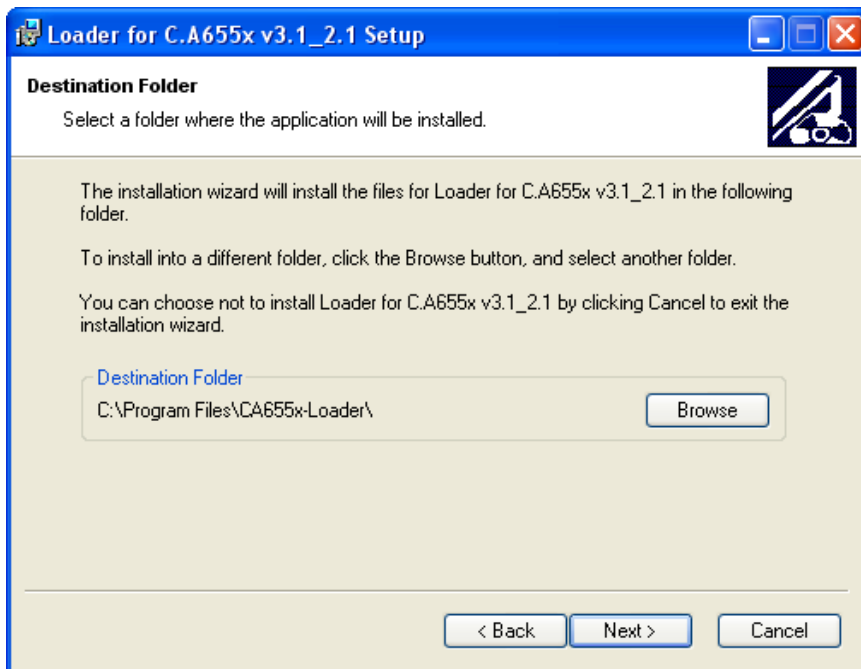 Loader for C.A655x v3.1_2.1 Setup
Destination Folder
Select a folder where the application will be installed.
The installation wizard will install the files for Loader for C.A655x v3.1_2.1 in the following
folder.
To install into a different folder, click the Browse button, and select another folder.
You can choose not to install Loader for C.A655x v3.1_2.1 by clicking Cancel to exit the
installation wizard.
Destination Folder
C:\Program Files\CA655x-Loader\
Browse
< Back
Next >
Cancel